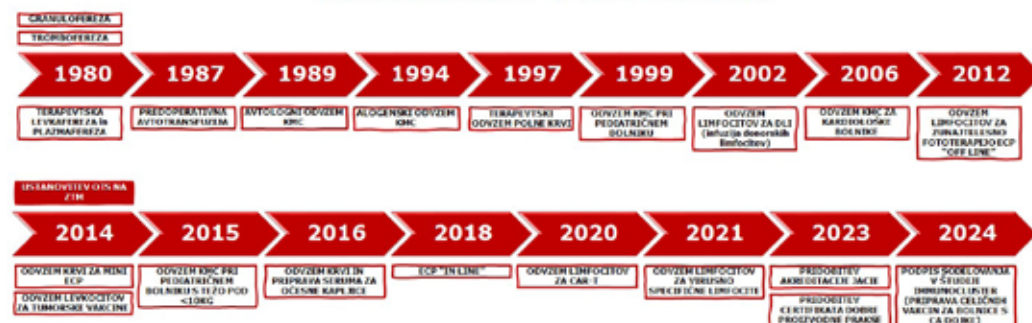 GRANULOFEREZA
TROMBOFEREZA
1980
1987
1989
1994
1997
1999
2002
2006
2012
TERAPEVTSKA
LEVKAFEREZA in
PLAZMAFEREZA
PREDOPERATIVNA
AVTOTRANSFUZIJA
AVTOLOGNI ODVZEM
KMC
ALOGENSKI ODVZEM
KMC
TERAPEVTSKI
ODVZEM POLNE KRVI
ODVZEM KMC PRI
PEDIATRIČNEM
BOLNIKU
ODVZEM
LIMFOCITOV ZA DLI
(infuzija donorskih
limfocitov)
ODVZEM KMC ZA
KARDIOLOŠKE
BOLNIKE
ODVZEM
LIMFOCITOV ZA
ZUNAJTELESNO
FOTOTERAPIJO ECP
"OFF LINE"
USTANOVITEV OTS NA
ZTM
2014
2015
2016
2018
2020
2021
2023
2024
ODVZEM KRVI ZA MINI
ECP
ODVZEM LEVKOCITOV
ZA TUMORSKE VAKCINE
ODVZEM KMC PRI
PEDIATRIČNEM
BOLNIKU S TEŽO POD
<10KG
ODVZEM KRVI IN
PRIPRAVA SERUMA ZA
OČESNE KAPLJICE
ECP "IN LINE"
ODVZEM LIMFOCITOV
ZA CAR-T
ODVZEM LIMFOCITOV
ZA VIRUSNO
SPECIFIČNE LIMFOCITE
PRIDOBITEV
AKREDITACIJE JACIE
PRIDOBITEV
CERTIFIKATA DOBRE
PROIZVODNE PRAKSE
PODPIS SODELOVANJA
V ŠTUDIJI
IMMUNOCLUSTER
(PRIPRAVA CELIČNIH
VAKCIN ZA BOLNICE S
CA DOJKE)